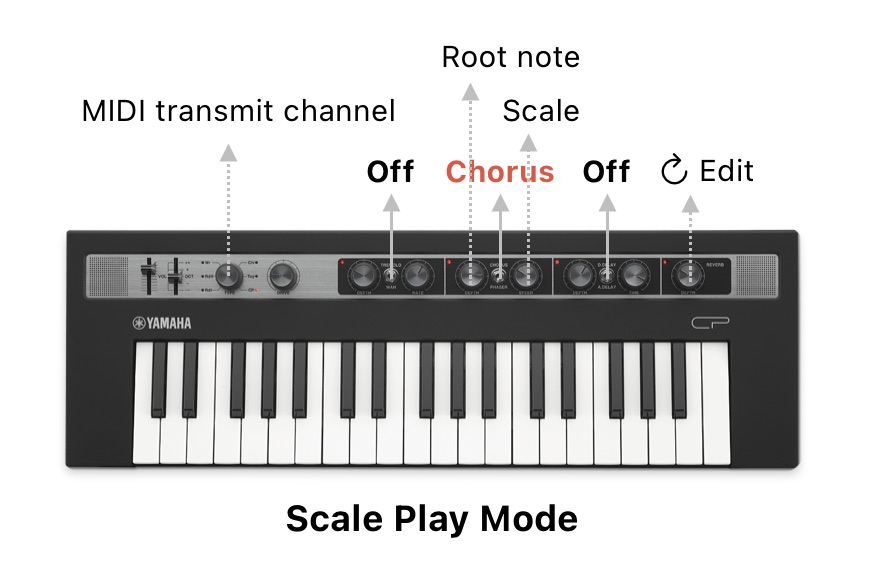 Root note
MIDI transmit channel
Scale
Off
Chorus
Off
Edit
VOL
OCT
CP
TYPE
DRIVE
TREMOLO
WAH
DEPTH
RATE
CHORUS
PHASER
DEPTH
SPEED
D.DELAY
A.DELAY
DEPTH
TIME
REVERB
DEPTH
YAMAHA
CP
Scale Play Mode